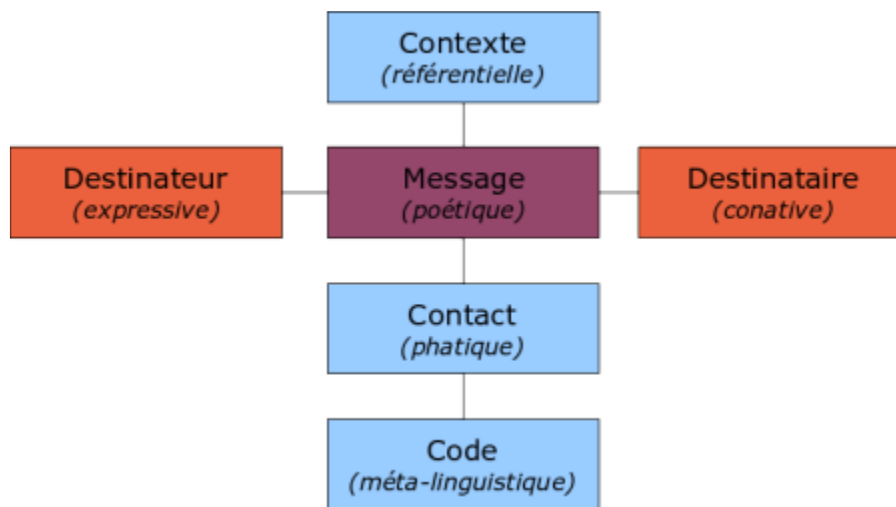 Contexte
(référentielle)
Destinateur
(expressive)
Message
(poétique)
Destinataire
(conative)
Contact
(phatique)
Code
(méta-linguistique)